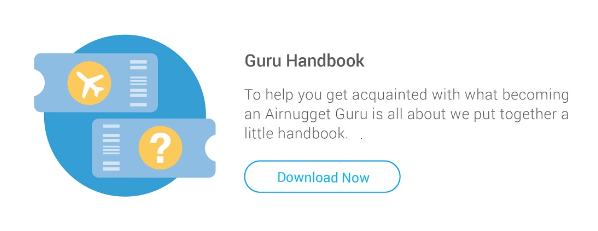 Guru Handbook
To help you get acquainted with what becoming
an Airnugget Guru is all about we put together a
little handbook. .
?
Download Now